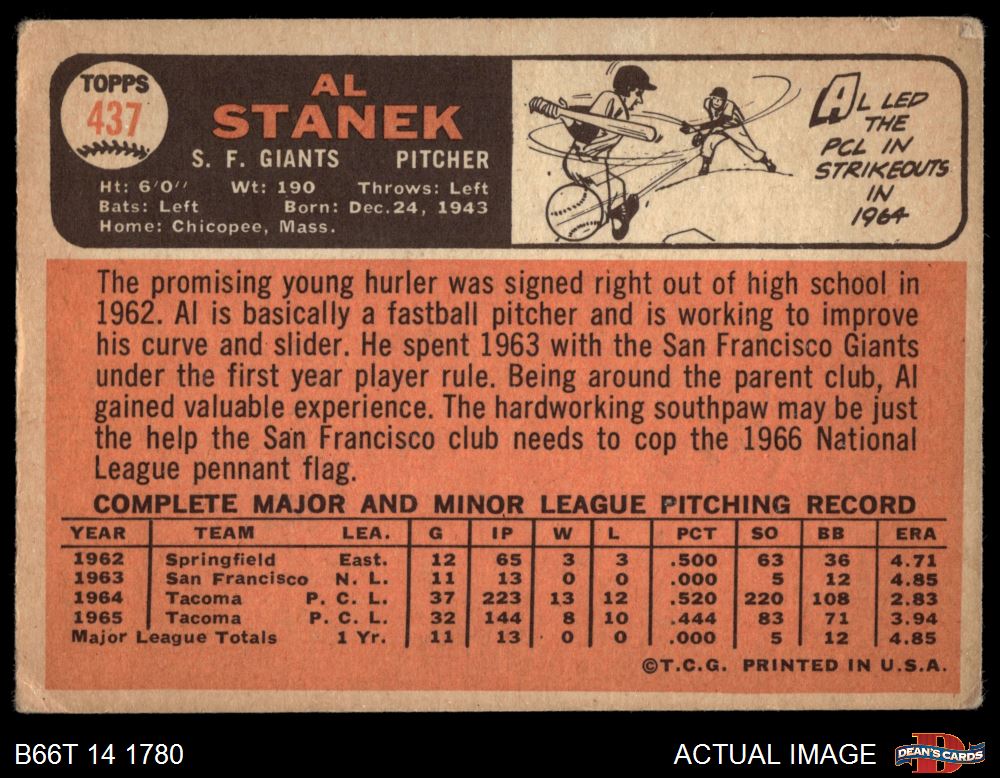 TOPPS
437
AL
STANEK
S. F. GIANTS PITCHER
Ht: 6'0" Wt: 190 Throws: Left
Bats: Left Born: Dec.24, 1943
Home: Chicopee, Mass.
AL LED
THE
PCL IN
STRIKEOUTS
IN
1964
The promising young hurler was signed right out of high school in
1962. Al is basically a fastball pitcher and is working to improve
his curve and slider. He spent 1963 with the San Francisco Giants
under the first year player rule. Being around the parent club, Al
gained valuable experience. The hardworking southpaw may be just
the help the San Francisco club needs to cop the 1966 National
League pennant flag.
COMPLETE MAJOR AND MINOR LEAGUE PITCHING RECORD
YEAR TEAM LEA. G IP W L PCT SO BB ERA
1962 Springfield East. 12 65 3 3 .500 63 36 4.71
1963 San Francisco N. L. 11 13 0 0 .000 5 12 4.85
1964 Tacoma P. C. L. 37 223 13 12 .520 220 108 2.83
1965 Tacoma P. C. L. 32 144 8 10 .444 83 71 3.94
Major League Totals 1 Yr. 11 13 0 0 .000 5 12 4.85
©T.C.G. PRINTED IN U.S.A.
B66T 14 1780 ACTUAL IMAGE DEAN'S CARDS